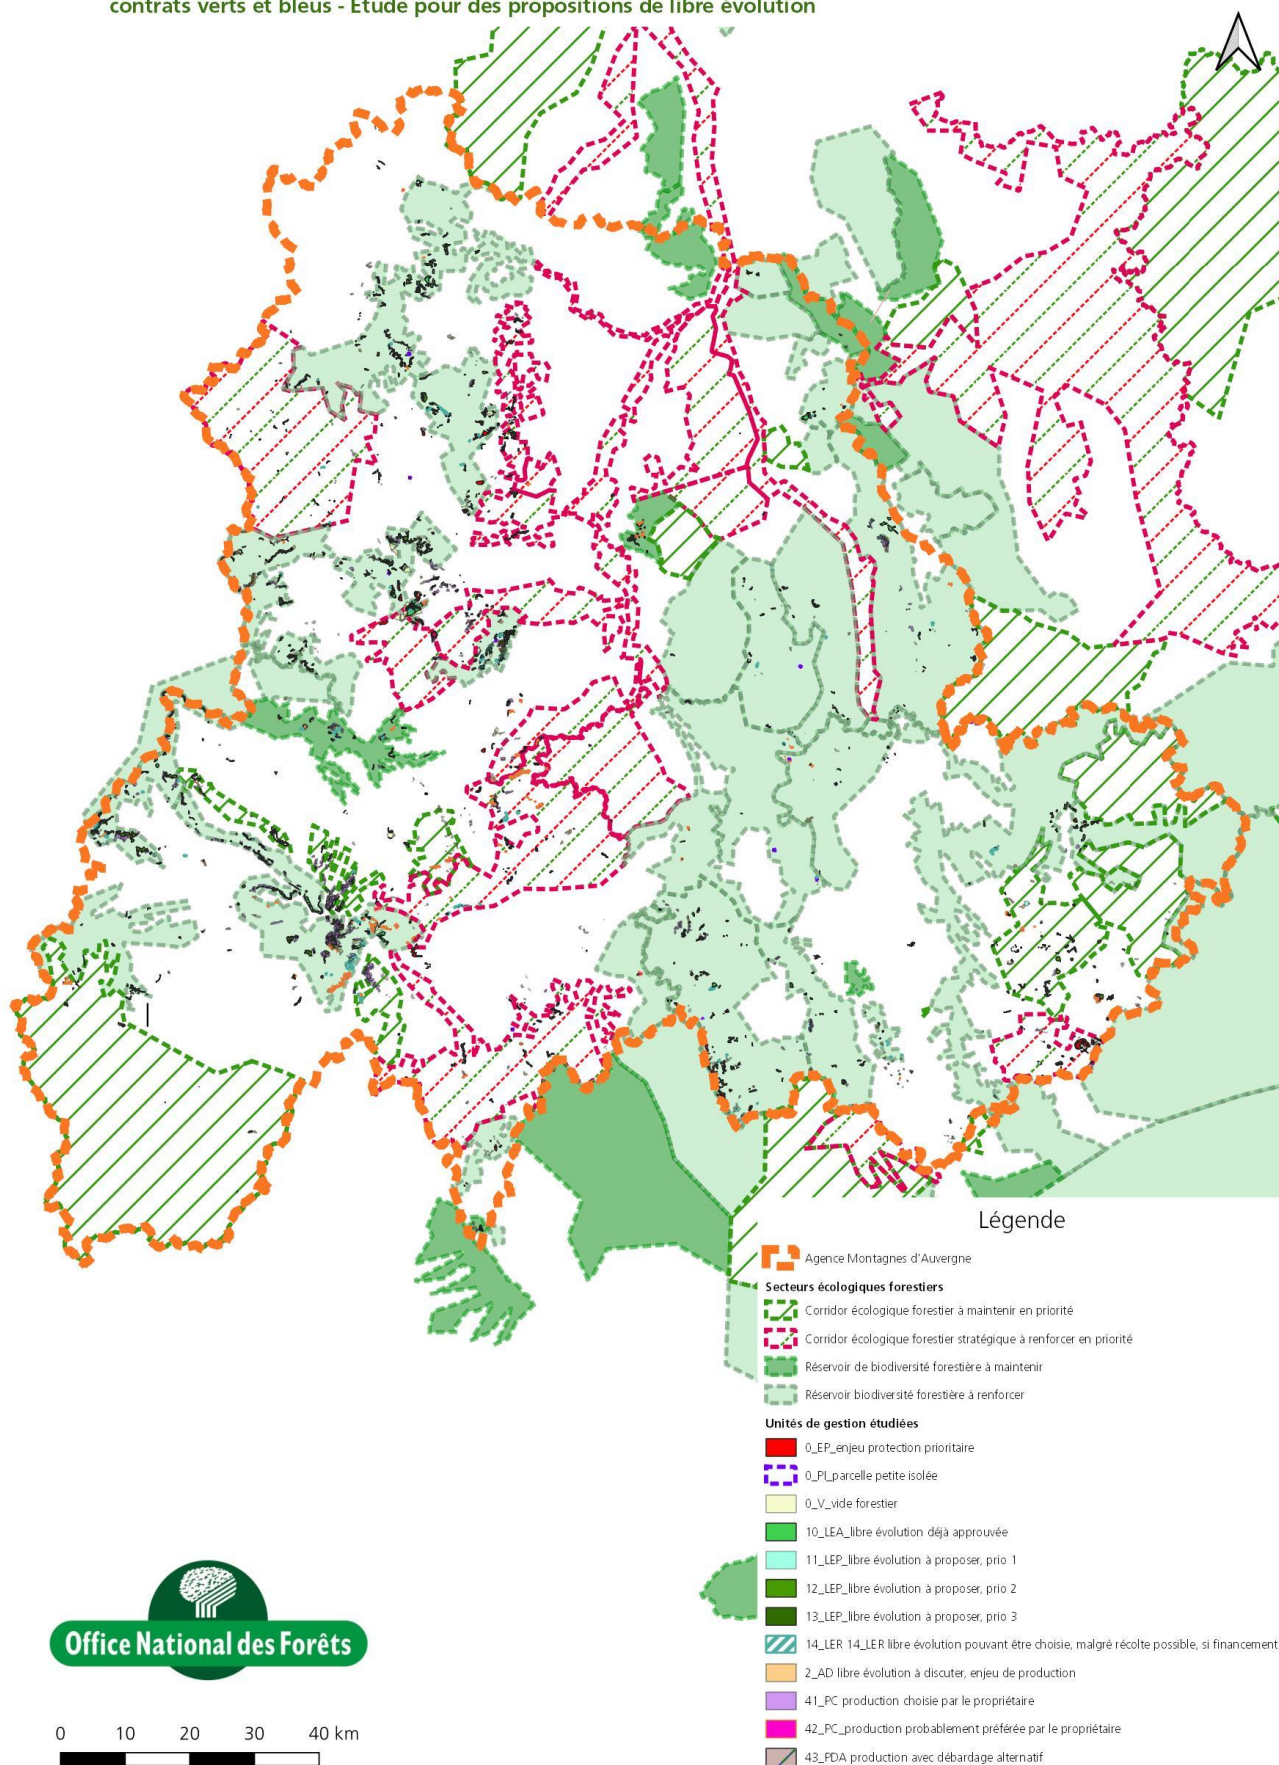 contrats verts et bleus - Etude pour des propositions de libre évolution
Légende
Agence Montagnes d'Auvergne
Secteurs écologiques forestiers
Corridor écologique forestier à maintenir en priorité
Corridor écologique forestier stratégique à renforcer en priorité
Réservoir de biodiversité forestière à maintenir
Réservoir biodiversité forestière à renforcer
Unités de gestion étudiées
0_EP_enjeu protection prioritaire
0_PI_parcelle petite isolée
0_V_vide forestier
10_LEA_libre évolution déjà approuvée
11_LEP_libre évolution à proposer, prio 1
12_LEP_libre évolution à proposer, prio 2
13_LEP_libre évolution à proposer, prio 3
14_LER 14_LER libre évolution pouvant être choisie, malgré récolte possible, si financement
2_AD libre évolution à discuter, enjeu de production
41_PC production choisie par le propriétaire
42_PC_production probablement préférée par le propriétaire
43_PDA production avec débardage alternatif
Office National des Forêts
0 10 20 30 40 km